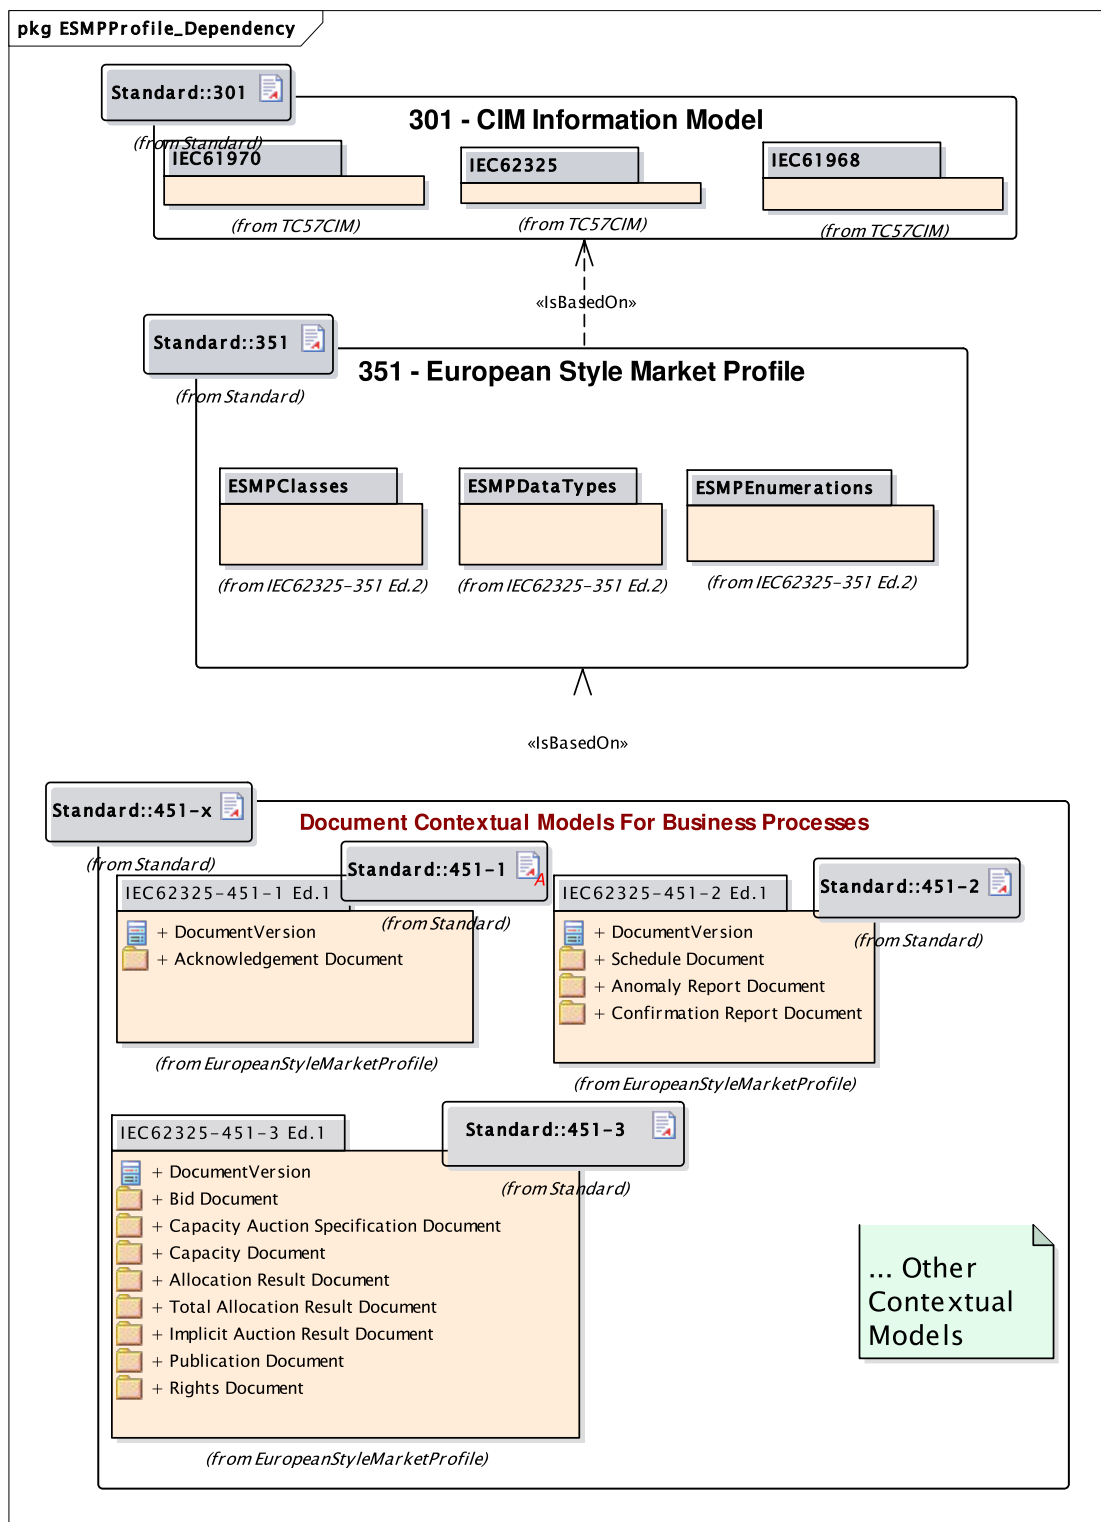 pkg ESMPProfile_Dependency
Standard::301
(from Standard)
301 - CIM Information Model
IEC61970
(from TC57CIM)
IEC62325
(from TC57CIM)
IEC61968
(from TC57CIM)
«IsBasedOn»
Standard::351
(from Standard)
351 - European Style Market Profile
ESMPClasses
(from IEC62325-351 Ed.2)
ESMPDataTypes
(from IEC62325-351 Ed.2)
ESMPEnumerations
(from IEC62325-351 Ed.2)
«IsBasedOn»
Standard::451-x
(from Standard)
Document Contextual Models For Business Processes
Standard::451-1
A
(from Standard)
IEC62325-451-1 Ed.1
+ DocumentVersion
+ Acknowledgement Document
(from EuropeanStyleMarketProfile)
IEC62325-451-2 Ed.1
Standard::451-2
(from Standard)
+ DocumentVersion
+ Schedule Document
+ Anomaly Report Document
+ Confirmation Report Document
(from EuropeanStyleMarketProfile)
IEC62325-451-3 Ed.1
Standard::451-3
(from Standard)
+ DocumentVersion
+ Bid Document
+ Capacity Auction Specification Document
+ Capacity Document
+ Allocation Result Document
+ Total Allocation Result Document
+ Implicit Auction Result Document
+ Publication Document
+ Rights Document
(from EuropeanStyleMarketProfile)
... Other
Contextual
Models